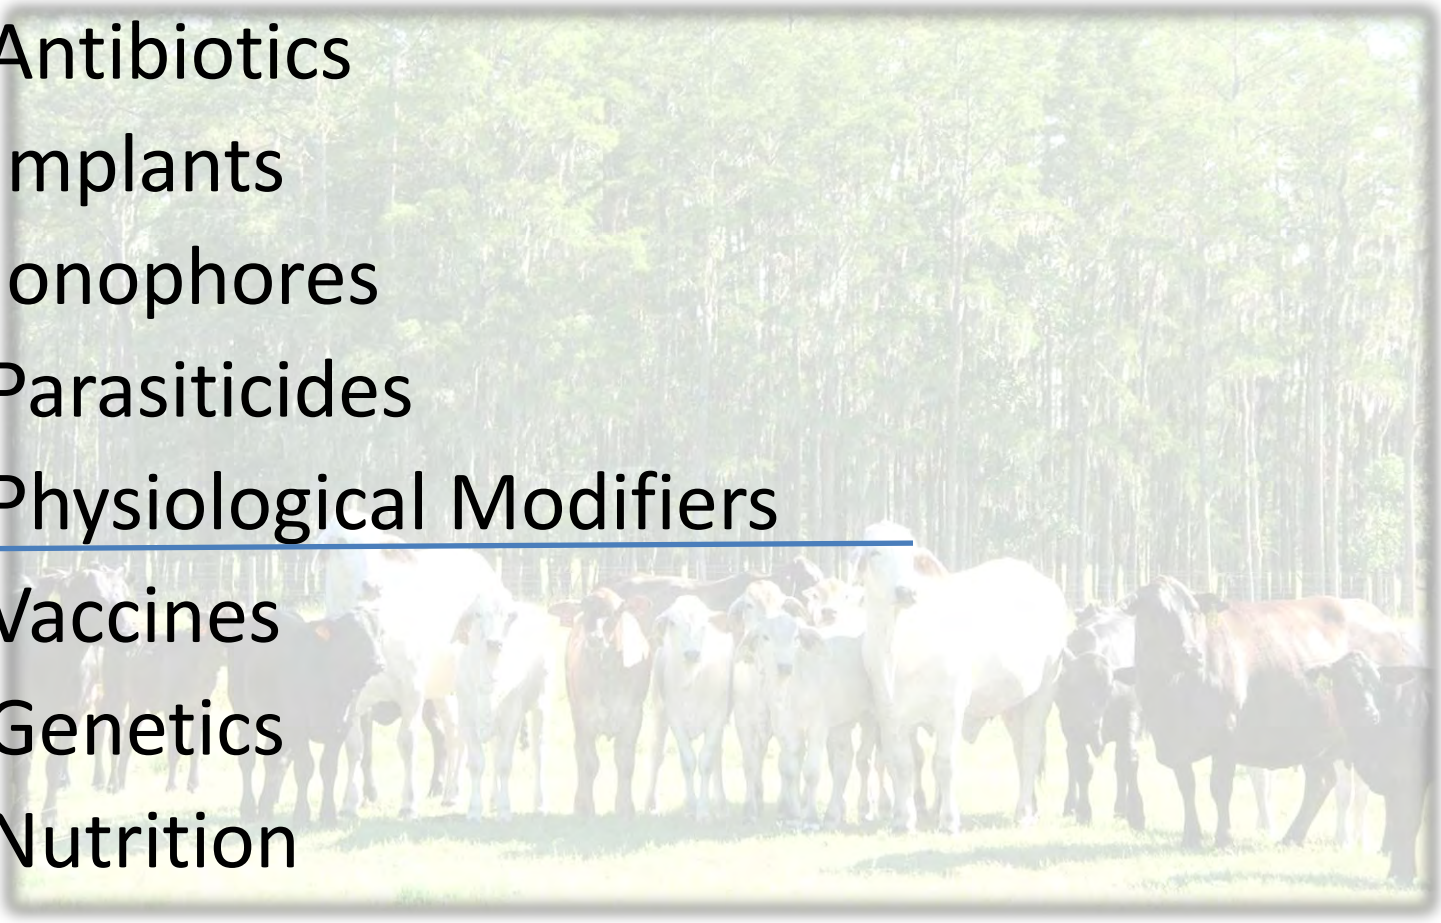 Antibiotics
mplants
onophores
Parasiticides
Physiological Modifiers
Vaccines
Genetics
Nutrition